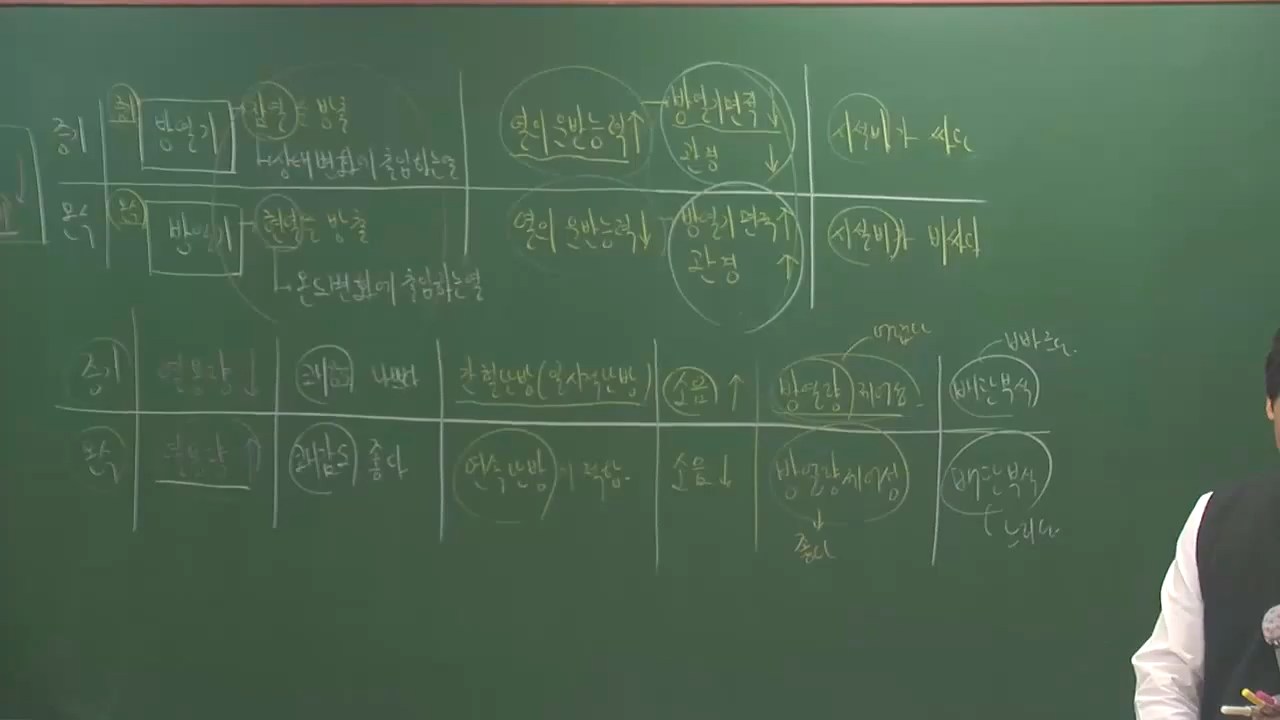 증기 증 방열기 잠열을 방출 열의 운반능력↑ 방열기면적↓ 시설비가 싸다
상태변화에 출입하는열 관경↓
온수 온 방열기 현열을 방출 열의 운반능력↓ 방열기면적↑ 시설비가 비싸다
온도변화에 출입하는열 관경↑
어렵다 빠르다.
증기 열용량↓ 쾌감도 나쁘다 간헐난방(일시적난방) 소음↑ 방열량제어 배관부식
온수 열용량↑ 쾌감도 좋다 연속난방이 적합. 소음↓ 방열량제어성 배관부식
좋다 느리다